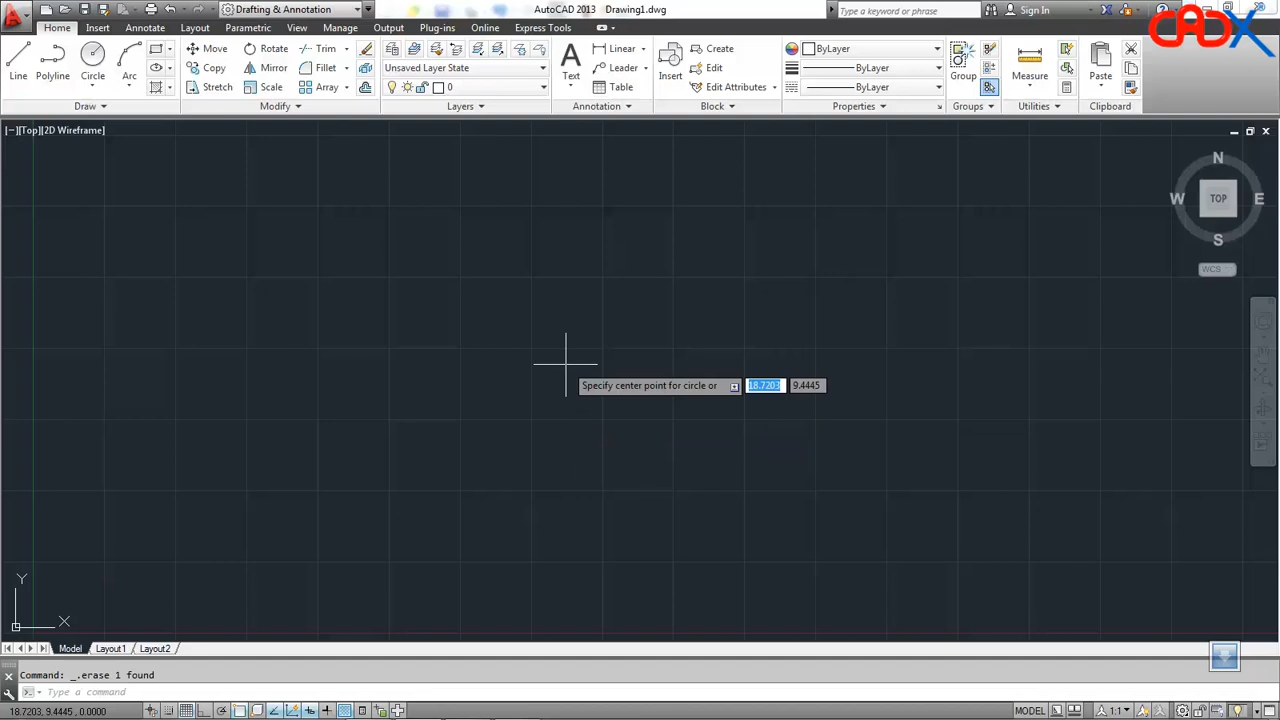 Drafting & Annotation
AutoCAD 2013 Drawing1.dwg
Type a keyword or phrase
Sign In
CADX
Home Insert Annotate Layout Parametric View Manage Output Plug-ins Online Express Tools
Line Polyline Circle Arc
Move Rotate Trim
Copy Mirror Fillet
Stretch Scale Array
Unsaved Layer State
0
Text
Linear
Leader
Table
Insert
Create
Edit
Edit Attributes
ByLayer
ByLayer
ByLayer
Group
Measure
Paste
Draw Modify Layers Annotation Block Properties Groups Utilities Clipboard
[−][Top][2D Wireframe]
N
W TOP E
S
WCS
Specify center point for circle or 18.7203 9.4445
Y
X
Model Layout1 Layout2
Command: _.erase 1 found
Type a command
18.7203, 9.4445 , 0.0000
MODEL 1:1